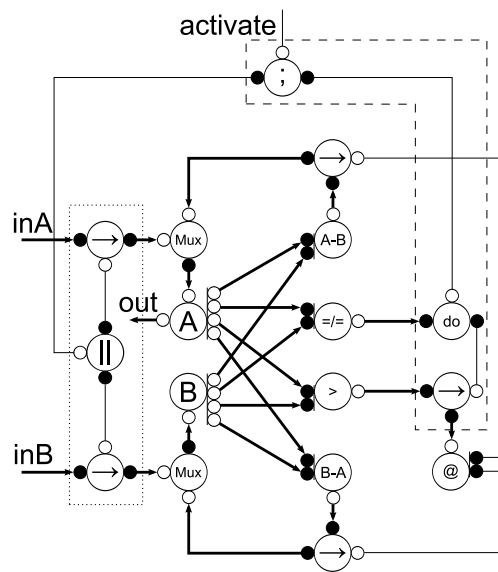 activate
;
→
inA
→
Mux
A-B
out
A
=/=
do
||
B
>
→
inB
→
Mux
B-A
@
→